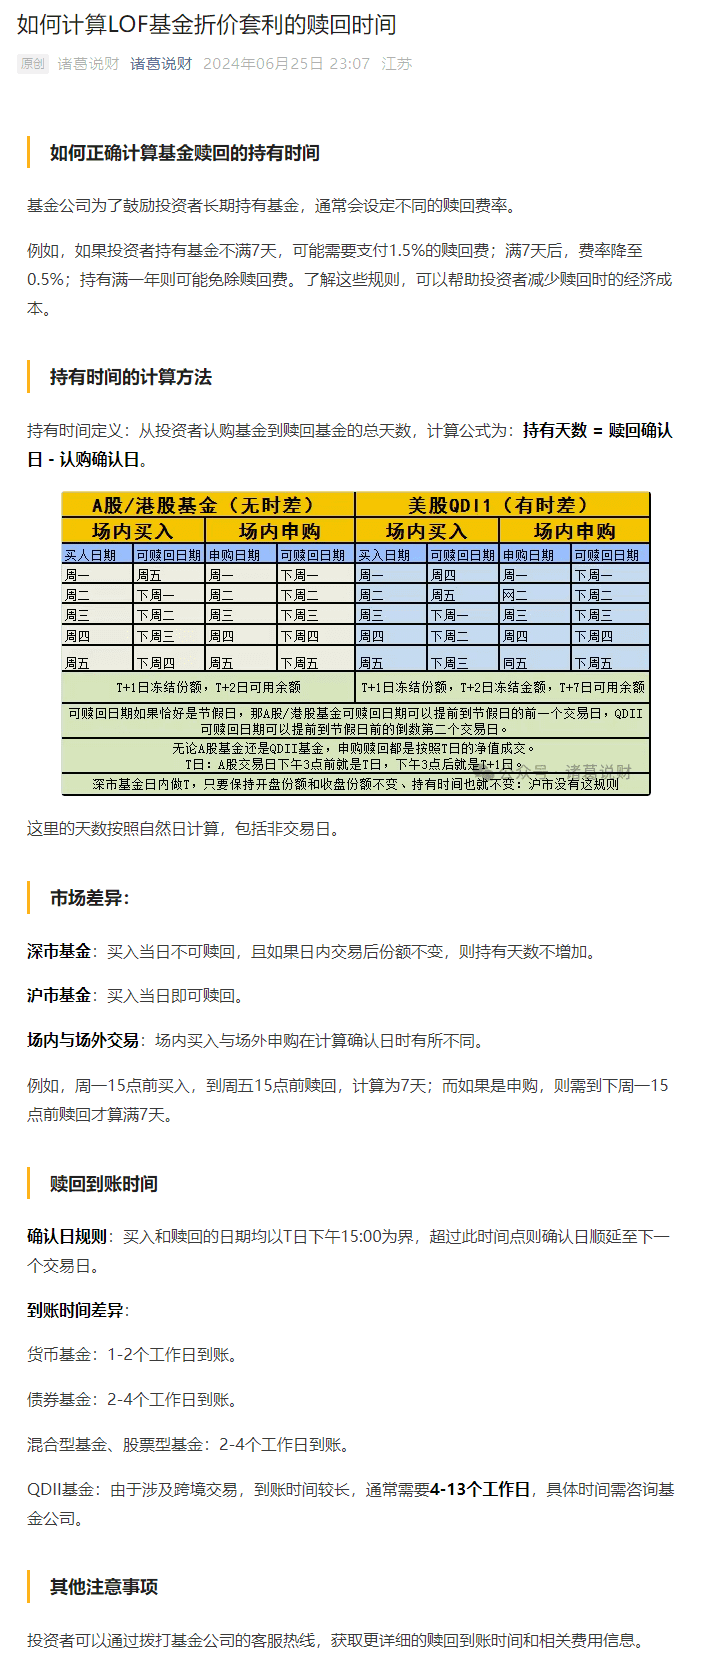 如何计算LOF基金折价套利的赎回时间
原创 诸葛说财 诸葛说财 2024年06月25日 23:07 江苏
如何正确计算基金赎回的持有时间
基金公司为了鼓励投资者长期持有基金，通常会设定不同的赎回费率。
例如，如果投资者持有基金不满7天，可能需要支付1.5%的赎回费；满7天后，费率降至
0.5%；持有满一年则可能免除赎回费。了解这些规则，可以帮助投资者减少赎回时的经济成
本。
持有时间的计算方法
持有时间定义：从投资者认购基金到赎回基金的总天数，计算公式为：持有天数 = 赎回确认
日 - 认购确认日。
A股/港股基金（无时差） 美股QDI1（有时差）
场内买入 场内申购 场内买入 场内申购
买人日期 可赎回日期 申购日期 可赎回日期 买入日期 可赎回日期 申购日期 可赎回日期
周一 周五 周一 下周一 周一 周四 周一 下周一
周二 下周一 周二 下周二 周二 周五 网二 下周二
周三 下周二 周三 下周三 周三 下周一 周三 下周三
周四 下周三 周四 下周四 周四 下周二 周四 下周四
周五 下周四 周五 下周五 周五 下周三 同五 下周五
T+1日冻结份额，T+2日可用余额 T+1日冻结份额，T+2日冻结金额，T+7日可用余额
可赎回日期如果恰好是节假日，那A股/港股基金可赎回日期可以提前到节假日的前一个交易日，QDII
可赎回日期可以提前到节假日前的倒数第二个交易日。
无论A股基金还是QDII基金，申购赎回都是按照T日的净值成交。
T日：A股交易日下午3点前就是T日，下午3点后就是T+1日。
公众号 诸葛说财
深市基金日内做T，只要保持开盘份额和收盘份额不变、持有时间也就不变：沪市没有这规则
这里的天数按照自然日计算，包括非交易日。
市场差异：
深市基金：买入当日不可赎回，且如果日内交易后份额不变，则持有天数不增加。
沪市基金：买入当日即可赎回。
场内与场外交易：场内买入与场外申购在计算确认日时有所不同。
例如，周一15点前买入，到周五15点前赎回，计算为7天；而如果是申购，则需到下周一15
点前赎回才算满7天。
赎回到账时间
确认日规则：买入和赎回的日期均以T日下午15:00为界，超过此时间点则确认日顺延至下一
个交易日。
到账时间差异：
货币基金：1-2个工作日到账。
债券基金：2-4个工作日到账。
混合型基金、股票型基金：2-4个工作日到账。
QDII基金：由于涉及跨境交易，到账时间较长，通常需要4-13个工作日，具体时间需咨询基
金公司。
其他注意事项
投资者可以通过拨打基金公司的客服热线，获取更详细的赎回到账时间和相关费用信息。